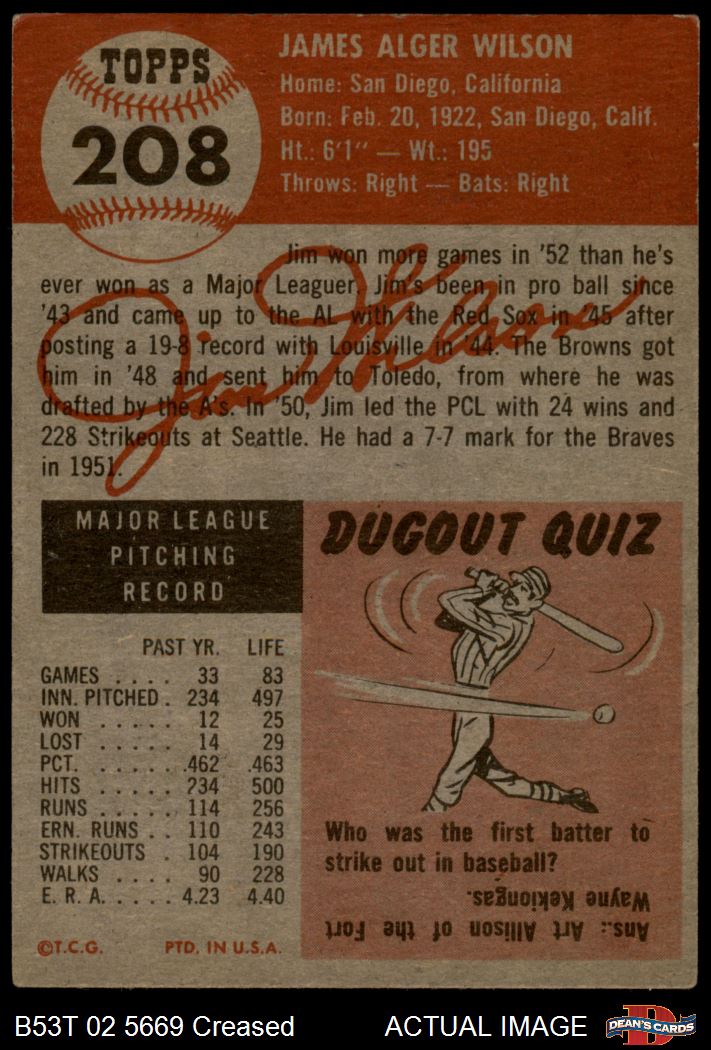 TOPPS
208
JAMES ALGER WILSON
Home: San Diego, California
Born: Feb. 20, 1922, San Diego, Calif.
Ht.: 6'1" — Wt.: 195
Throws: Right — Bats: Right
Jim won more games in '52 than he's
ever won as a Major Leaguer. Jim's been in pro ball since
'43 and came up to the AL with the Red Sox in '45 after
posting a 19-8 record with Louisville in '44. The Browns got
him in '48 and sent him to Toledo, from where he was
drafted by the A's. In '50, Jim led the PCL with 24 wins and
228 Strikeouts at Seattle. He had a 7-7 mark for the Braves
in 1951.
Jim Wilson
MAJOR LEAGUE
PITCHING
RECORD
PAST YR. LIFE
GAMES . . . . 33 83
INN. PITCHED . 234 497
WON . . . . . 12 25
LOST . . . . . 14 29
PCT. . . . . . .462 .463
HITS . . . . . 234 500
RUNS . . . . . 114 256
ERN. RUNS . . 110 243
STRIKEOUTS . 104 190
WALKS . . . . 90 228
E. R. A. . . . . 4.23 4.40
©T.C.G. PTD. IN U.S.A.
DUGOUT QUIZ
Who was the first batter to
strike out in baseball?
Ans.: Art Allison of the Fort
Wayne Kekiongas.
B53T 02 5669 Creased ACTUAL IMAGE
D
DEAN'S CARDS